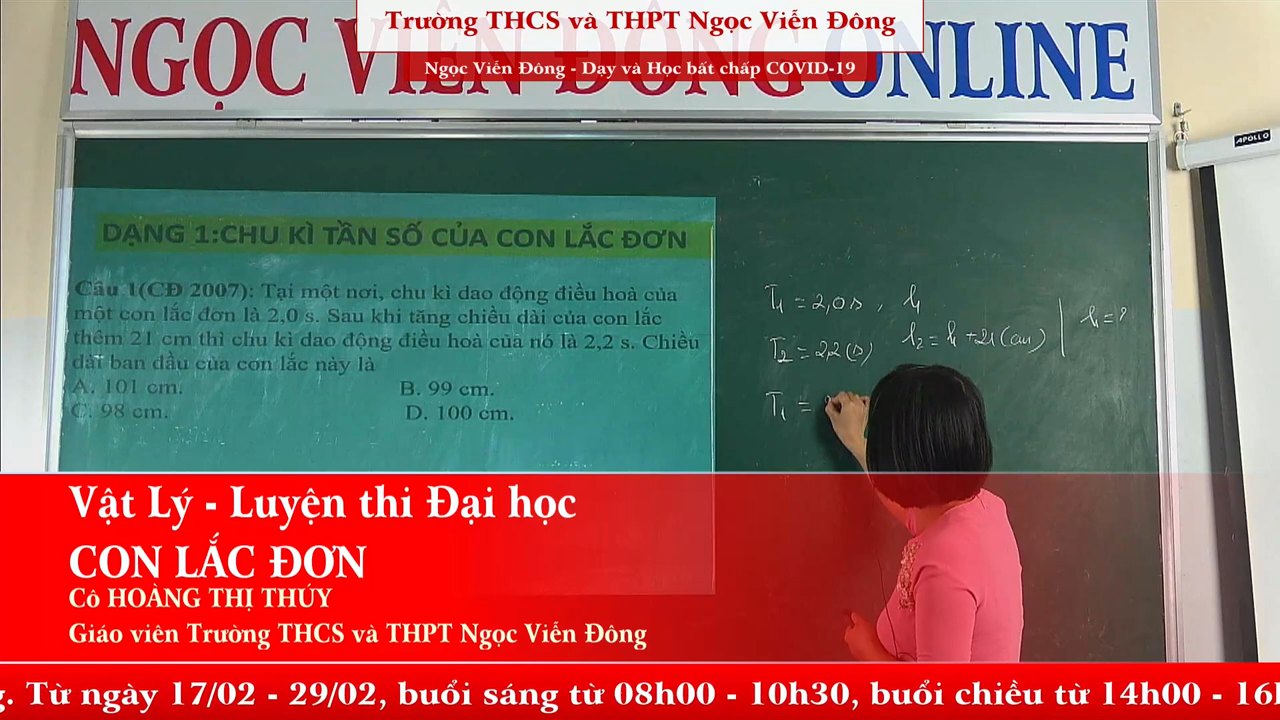 Trường THCS và THPT Ngọc Viễn Đông
Ngọc Viễn Đông - Dạy và Học bất chấp COVID-19
NGỌC VIỄN ĐÔNG ONLINE
APOLLO
DẠNG 1:CHU KÌ TẦN SỐ CỦA CON LẮC ĐƠN
Câu 1(CĐ 2007): Tại một nơi, chu kì dao động điều hoà của
một con lắc đơn là 2,0 s. Sau khi tăng chiều dài của con lắc
thêm 21 cm thì chu kì dao động điều hoà của nó là 2,2 s. Chiều
dài ban đầu của con lắc này là
A. 101 cm. B. 99 cm.
C. 98 cm. D. 100 cm.
T₁ = 2,0 s , l₁
T₂ = 2,2 (s) l₂ = l₁ + 21 (cm) l₁ = ?
T₁ =
Vật Lý - Luyện thi Đại học
CON LẮC ĐƠN
Cô HOÀNG THỊ THÚY
Giáo viên Trường THCS và THPT Ngọc Viễn Đông
g. Từ ngày 17/02 - 29/02, buổi sáng từ 08h00 - 10h30, buổi chiều từ 14h00 - 16h